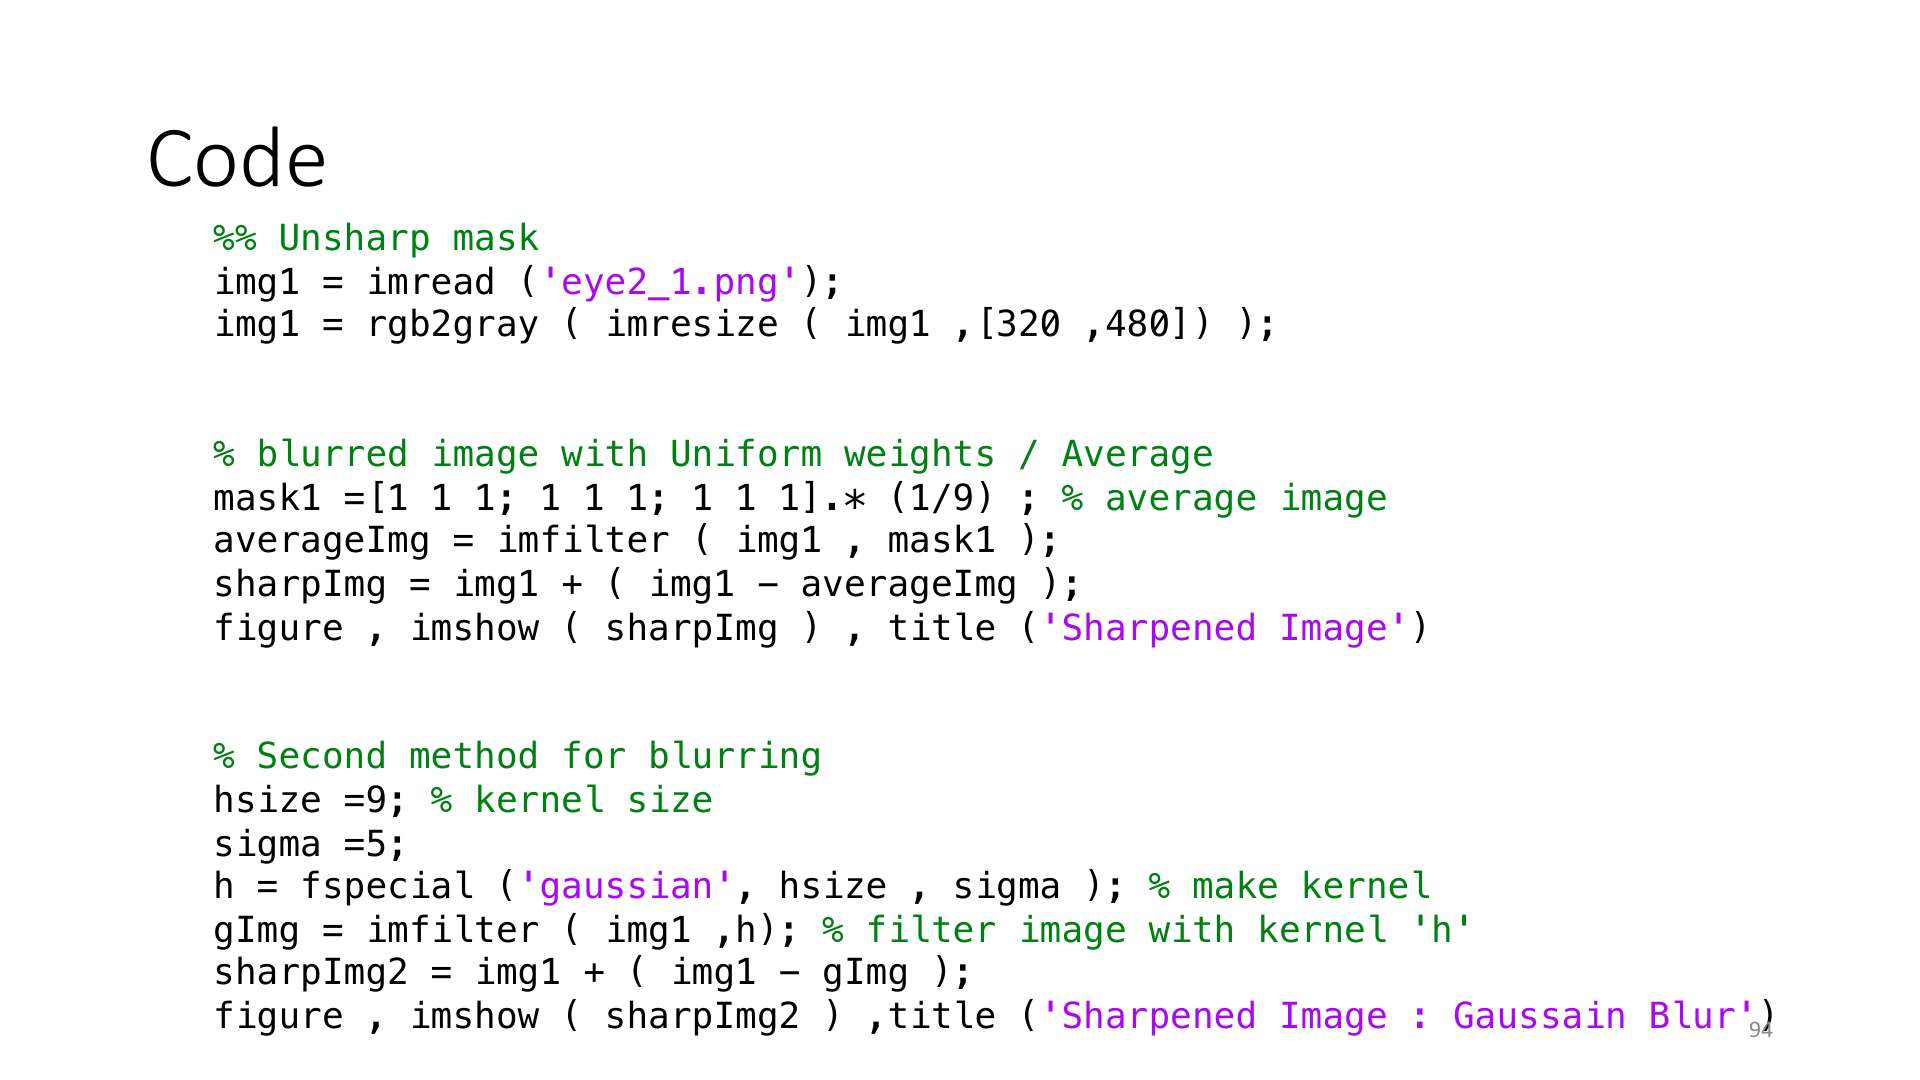 Code
%% Unsharp mask
img1 = imread ('eye2_1.png');
img1 = rgb2gray ( imresize ( img1 ,[320 ,480]) );
% blurred image with Uniform weights / Average
mask1 =[1 1 1; 1 1 1; 1 1 1].* (1/9) ; % average image
averageImg = imfilter ( img1 , mask1 );
sharpImg = img1 + ( img1 − averageImg );
figure , imshow ( sharpImg ) , title ('Sharpened Image')
% Second method for blurring
hsize =9; % kernel size
sigma =5;
h = fspecial ('gaussian', hsize , sigma ); % make kernel
gImg = imfilter ( img1 ,h); % filter image with kernel 'h'
sharpImg2 = img1 + ( img1 − gImg );
figure , imshow ( sharpImg2 ) ,title ('Sharpened Image : Gaussain Blur')
94